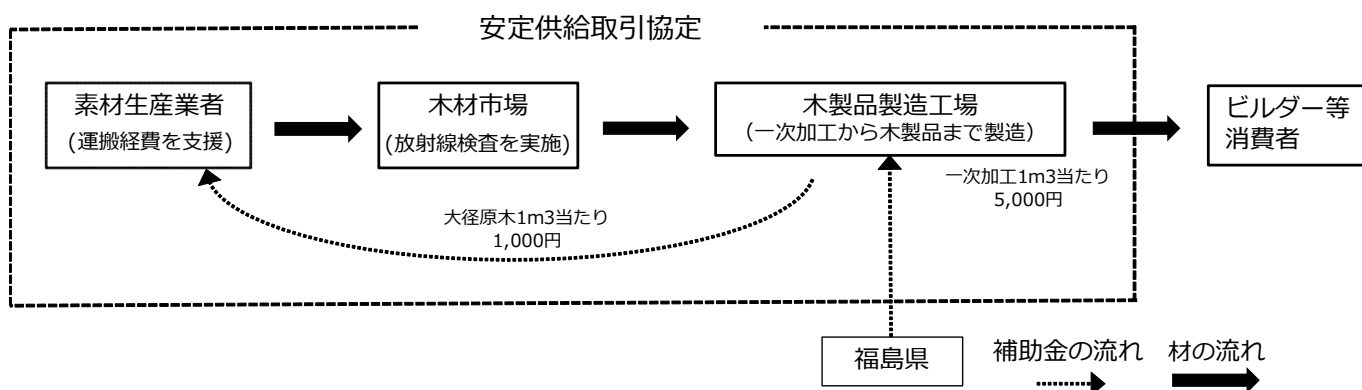 安定供給取引協定
素材生産業者
(運搬経費を支援)
木材市場
(放射線検査を実施)
木製品製造工場
（一次加工から木製品まで製造）
ビルダー等
消費者
一次加工1m3当たり
5,000円
大径原木1m3当たり
1,000円
福島県
補助金の流れ
材の流れ